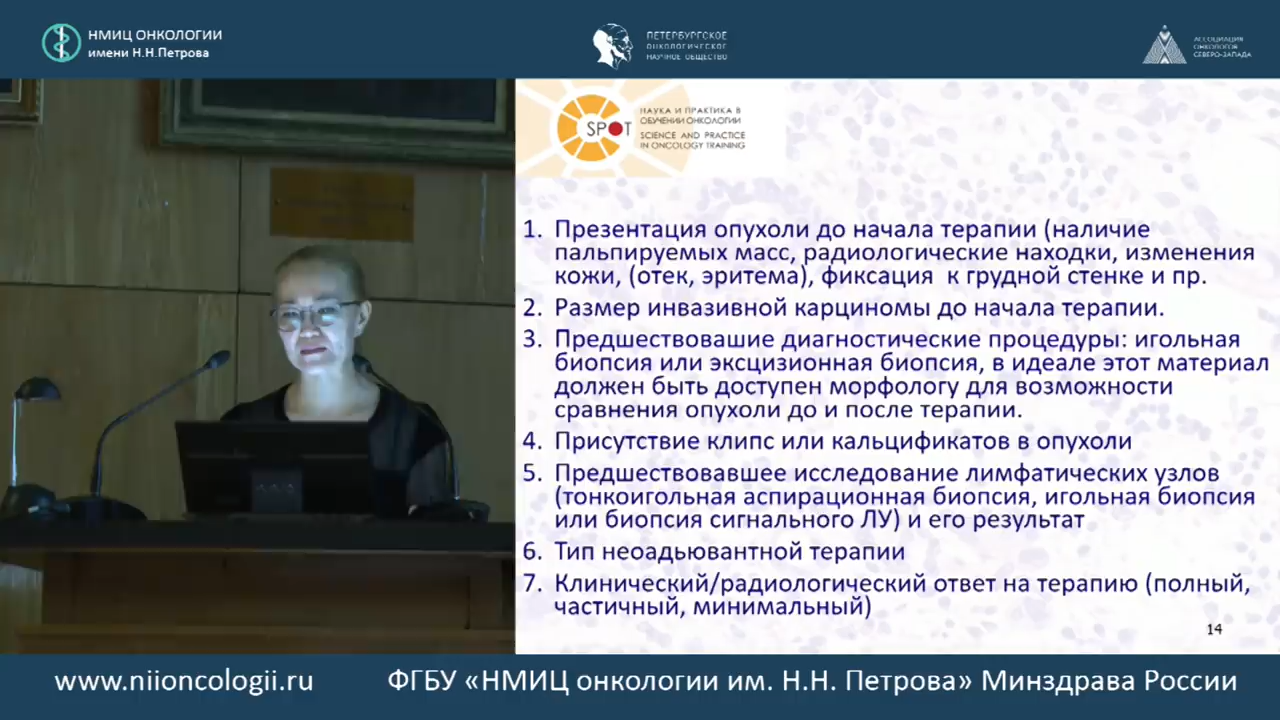 НМИЦ ОНКОЛОГИИ
имени Н.Н.Петрова
ПЕТЕРБУРГСКОЕ
ОНКОЛОГИЧЕСКОЕ
НАУЧНОЕ ОБЩЕСТВО
АССОЦИАЦИЯ
ОНКОЛОГОВ
СЕВЕРО-ЗАПАДА
SPOT
НАУКА И ПРАКТИКА В
ОБУЧЕНИИ ОНКОЛОГИИ
SCIENCE AND PRACTICE
IN ONCOLOGY TRAINING
1. Презентация опухоли до начала терапии (наличие
пальпируемых масс, радиологические находки, изменения
кожи, (отек, эритема), фиксация к грудной стенке и пр.
2. Размер инвазивной карциномы до начала терапии.
3. Предшествовашие диагностические процедуры: игольная
биопсия или эксцизионная биопсия, в идеале этот материал
должен быть доступен морфологу для возможности
сравнения опухоли до и после терапии.
4. Присутствие клипс или кальцификатов в опухоли
5. Предшествовавшее исследование лимфатических узлов
(тонкоигольная аспирационная биопсия, игольная биопсия
или биопсия сигнального ЛУ) и его результат
6. Тип неоадьювантной терапии
7. Клинический/радиологический ответ на терапию (полный,
частичный, минимальный)
14
www.niioncologii.ru
ФГБУ «НМИЦ онкологии им. Н.Н. Петрова» Минздрава России